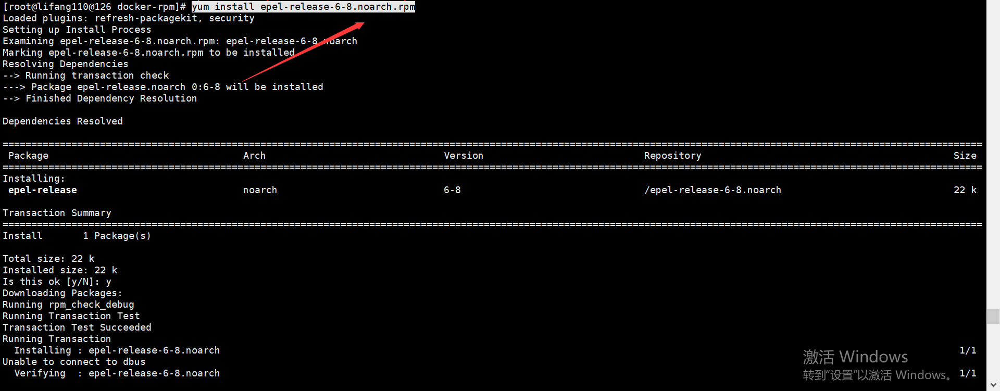 [root@lifang110@126 docker-rpm]# yum install epel-release-6-8.noarch.rpm
Loaded plugins: refresh-packagekit, security
Setting up Install Process
Examining epel-release-6-8.noarch.rpm: epel-release-6-8.noarch
Marking epel-release-6-8.noarch.rpm to be installed
Resolving Dependencies
--> Running transaction check
---> Package epel-release.noarch 0:6-8 will be installed
--> Finished Dependency Resolution
Dependencies Resolved
Package Arch Version Repository Size
Installing:
epel-release noarch 6-8 /epel-release-6-8.noarch 22 k
Transaction Summary
Install 1 Package(s)
Total size: 22 k
Installed size: 22 k
Is this ok [y/N]: y
Downloading Packages:
Running rpm_check_debug
Running Transaction Test
Transaction Test Succeeded
Running Transaction
Installing : epel-release-6-8.noarch 1/1
Unable to connect to dbus
Verifying : epel-release-6-8.noarch 1/1
激活 Windows
转到“设置”以激活 Windows。